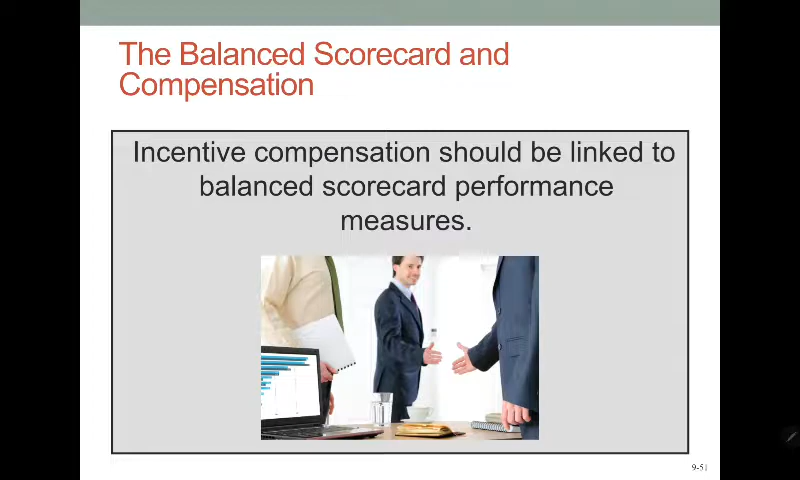 The Balanced Scorecard and
Compensation
Incentive compensation should be linked to
balanced scorecard performance
measures.
9-51